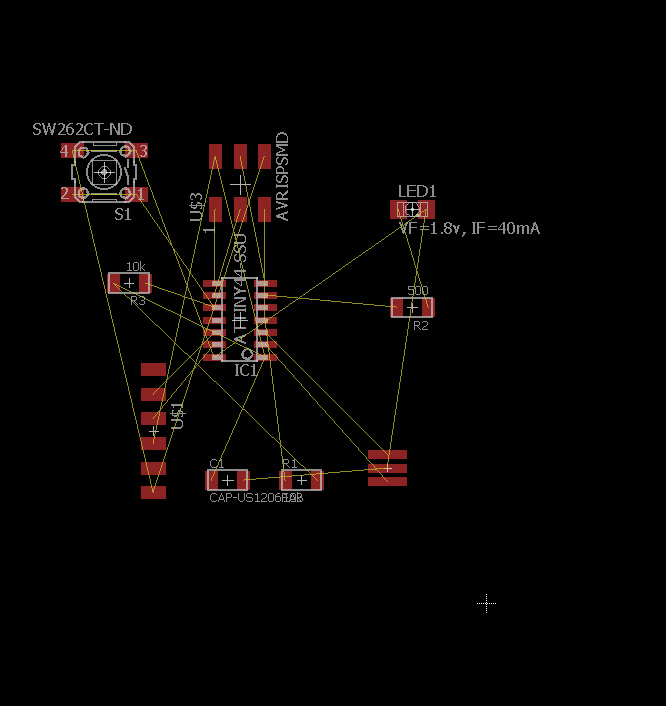 SW262CT-ND
4
3
2
1
S1
U$3
1
AVRISPSMD
LED1
VF=1.8v, IF=40mA
10k
R3
ATTINY44-SSU
IC1
500
R2
U$1
C1
R1
CAP-US1206FAB
10k